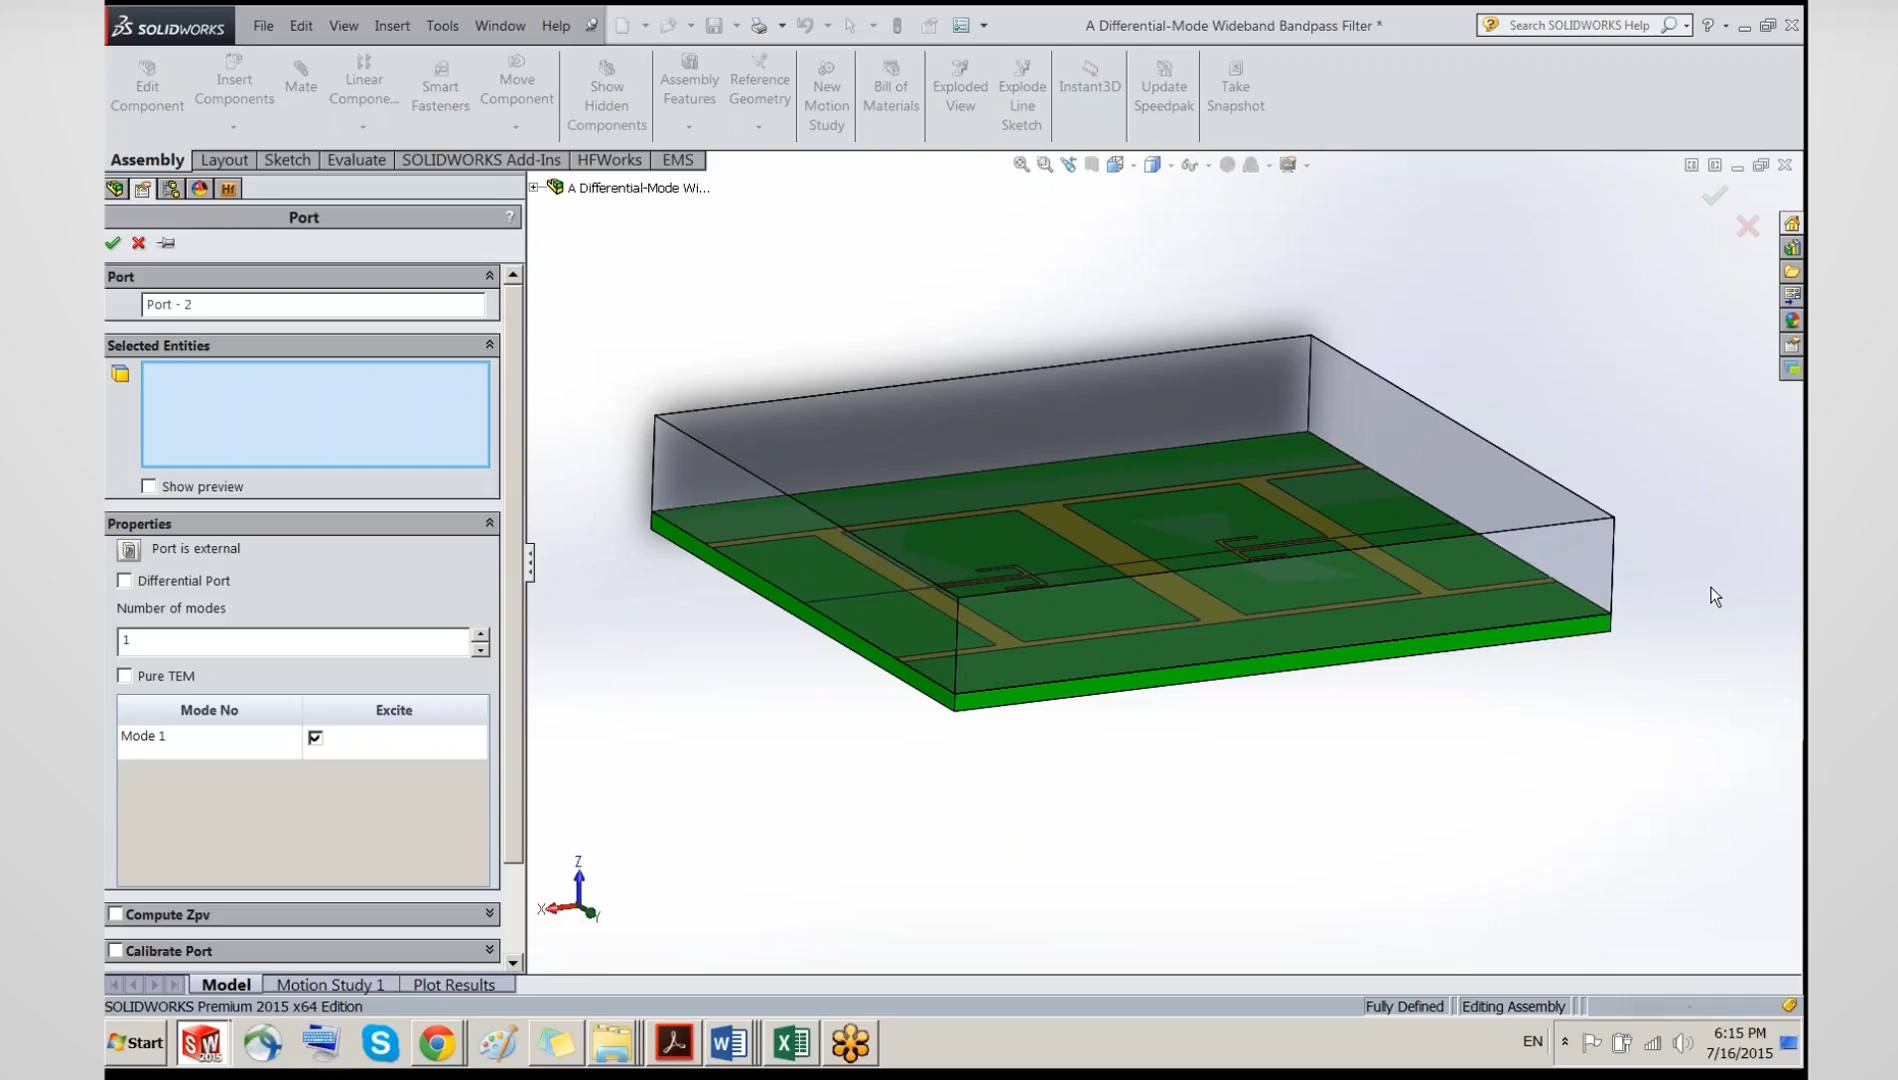 SOLIDWORKS
File Edit View Insert Tools Window Help
A Differential-Mode Wideband Bandpass Filter *
Search SOLIDWORKS Help
Edit Component
Insert Components
Mate
Linear Compone...
Smart Fasteners
Move Component
Show Hidden Components
Assembly Features
Reference Geometry
New Motion Study
Bill of Materials
Exploded View
Explode Line Sketch
Instant3D
Update Speedpak
Take Snapshot
Assembly Layout Sketch Evaluate SOLIDWORKS Add-Ins HFWorks EMS
A Differential-Mode Wi...
Port ?
Port
Port - 2
Selected Entities
Show preview
Properties
Port is external
Differential Port
Number of modes
1
Pure TEM
Mode No Excite
Mode 1
Compute Zpv
Calibrate Port
Z
X
Y
Model Motion Study 1 Plot Results
SOLIDWORKS Premium 2015 x64 Edition
Fully Defined Editing Assembly
Start
SW
2015
EN
6:15 PM
7/16/2015